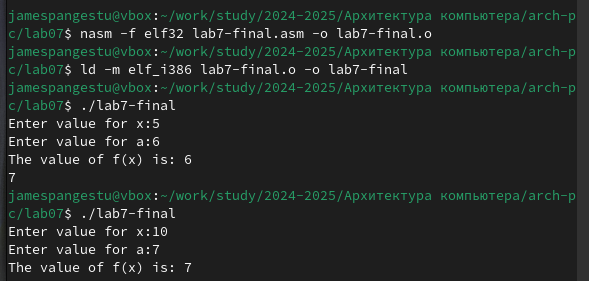 jamespangestu@vbox:~/work/study/2024-2025/Архитектура компьютера/arch-p
c/lab07$ nasm -f elf32 lab7-final.asm -o lab7-final.o
jamespangestu@vbox:~/work/study/2024-2025/Архитектура компьютера/arch-p
c/lab07$ ld -m elf_i386 lab7-final.o -o lab7-final
jamespangestu@vbox:~/work/study/2024-2025/Архитектура компьютера/arch-p
c/lab07$ ./lab7-final
Enter value for x:5
Enter value for a:6
The value of f(x) is: 6
7
jamespangestu@vbox:~/work/study/2024-2025/Архитектура компьютера/arch-p
c/lab07$ ./lab7-final
Enter value for x:10
Enter value for a:7
The value of f(x) is: 7